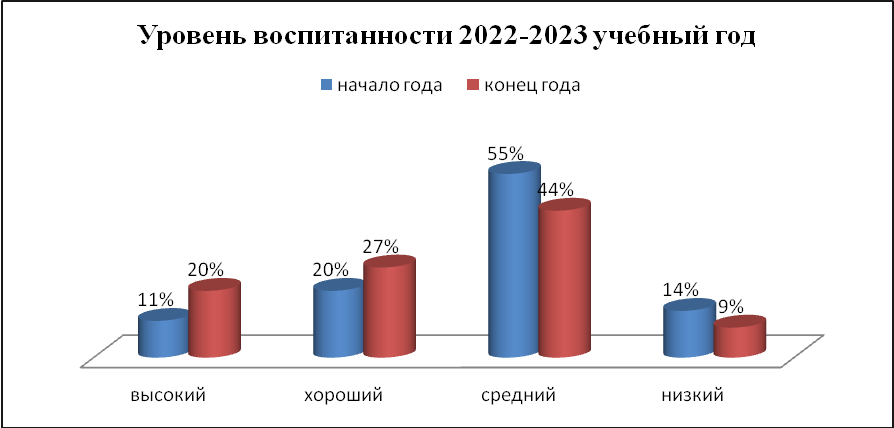 Уровень воспитанности 2022-2023 учебный год
начало года конец года
55%
44%
27%
20% 20%
14%
11% 9%
высокий хороший средний низкий